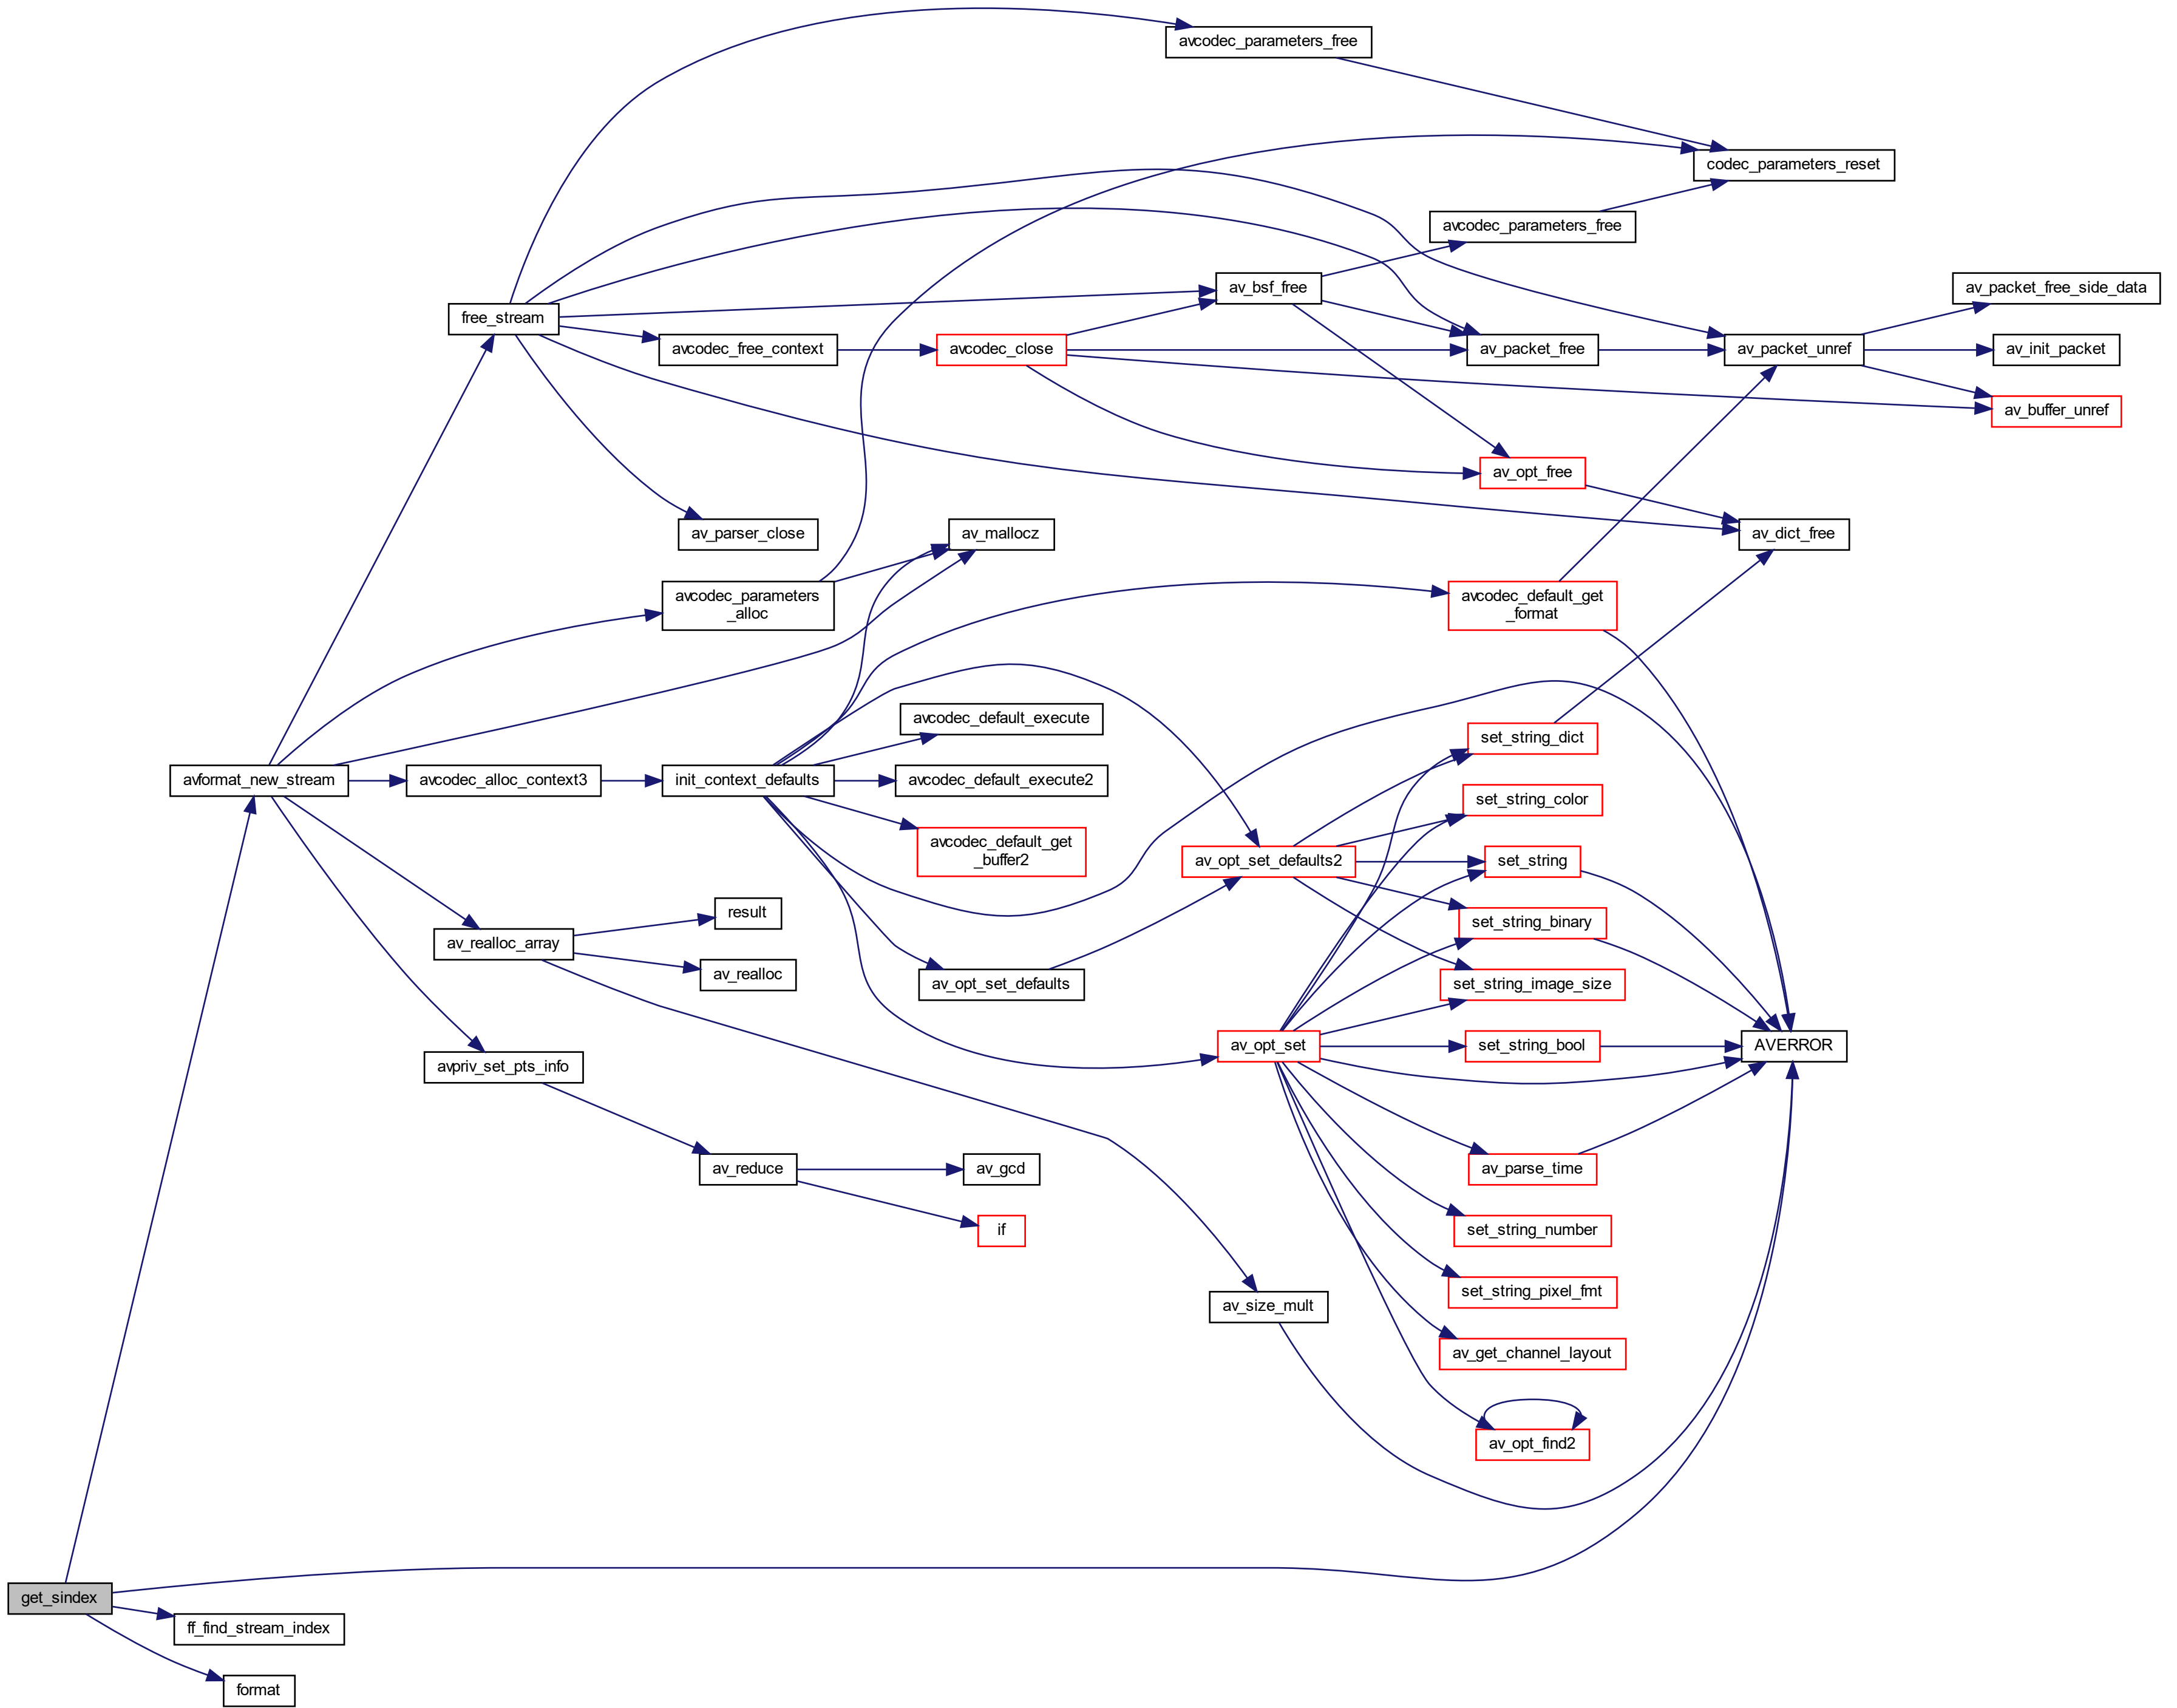 avcodec_parameters_free
codec_parameters_reset
avcodec_parameters_free
av_packet_free_side_data
av_bsf_free
free_stream
avcodec_free_context
avcodec_close
av_packet_free
av_packet_unref
av_init_packet
av_buffer_unref
av_opt_free
av_parser_close
av_mallocz
av_dict_free
avcodec_parameters
_alloc
avcodec_default_get
_format
avcodec_default_execute
set_string_dict
avformat_new_stream
avcodec_alloc_context3
init_context_defaults
avcodec_default_execute2
set_string_color
avcodec_default_get
_buffer2
av_opt_set_defaults2
set_string
result
set_string_binary
av_realloc_array
av_realloc
av_opt_set_defaults
set_string_image_size
av_opt_set
set_string_bool
AVERROR
avpriv_set_pts_info
av_reduce
av_gcd
av_parse_time
if
set_string_number
set_string_pixel_fmt
av_size_mult
av_get_channel_layout
av_opt_find2
get_sindex
ff_find_stream_index
format